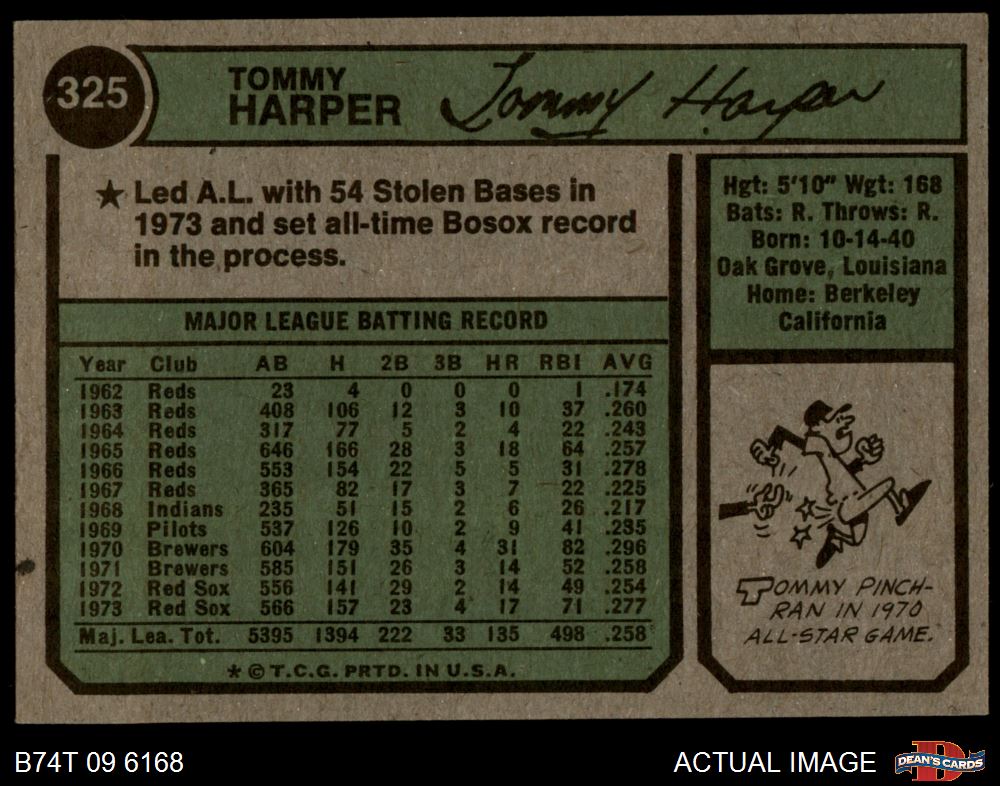 325
TOMMY
HARPER
Tommy Harper
★ Led A.L. with 54 Stolen Bases in
1973 and set all-time Bosox record
in the process.
MAJOR LEAGUE BATTING RECORD
Year Club AB H 2B 3B HR RBI AVG
1962 Reds 23 4 0 0 0 1 .174
1963 Reds 408 106 12 3 10 37 .260
1964 Reds 317 77 5 2 4 22 .243
1965 Reds 646 166 28 3 18 64 .257
1966 Reds 553 154 22 5 5 31 .278
1967 Reds 365 82 17 3 7 22 .225
1968 Indians 235 51 15 2 6 26 .217
1969 Pilots 537 126 10 2 9 41 .235
1970 Brewers 604 179 35 4 31 82 .296
1971 Brewers 585 151 26 3 14 52 .258
1972 Red Sox 556 141 29 2 14 49 .254
1973 Red Sox 566 157 23 4 17 71 .277
Maj. Lea. Tot. 5395 1394 222 33 135 498 .258
* © T.C.G. PRTD. IN U.S.A.
Hgt: 5'10" Wgt: 168
Bats: R. Throws: R.
Born: 10-14-40
Oak Grove, Louisiana
Home: Berkeley
California
TOMMY PINCH-
RAN IN 1970
ALL-STAR GAME.
B74T 09 6168
ACTUAL IMAGE
D
DEAN'S CARDS